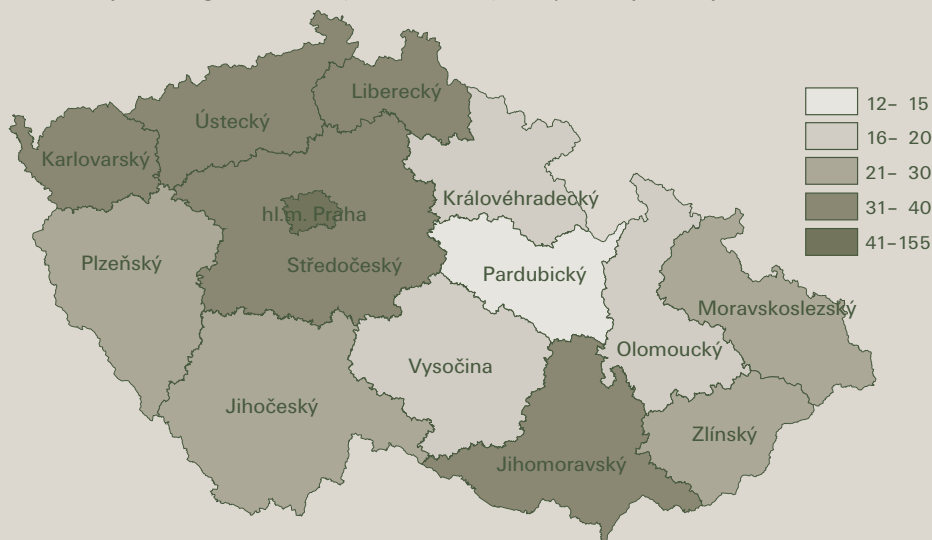 Liberecký
12– 15
Ústecký
16– 20
Karlovarský
21– 30
Královéhradecký
31– 40
hl.m. Praha
41–155
Plzeňský
Středočeský
Pardubický
Moravskoslezský
Olomoucký
Vysočina
Jihočeský
Zlínský
Jihomoravský